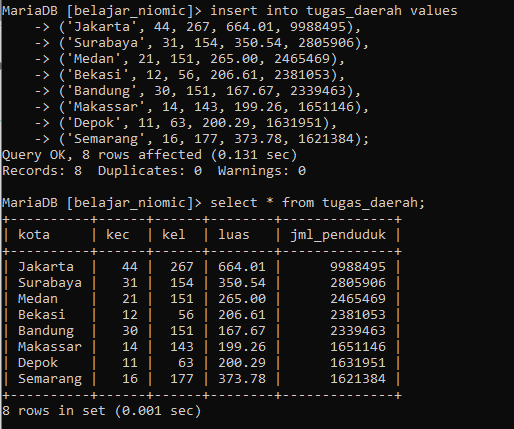 MariaDB [belajar_niomic]> insert into tugas_daerah values
    -> ('Jakarta', 44, 267, 664.01, 9988495),
    -> ('Surabaya', 31, 154, 350.54, 2805906),
    -> ('Medan', 21, 151, 265.00, 2465469),
    -> ('Bekasi', 12, 56, 206.61, 2381053),
    -> ('Bandung', 30, 151, 167.67, 2339463),
    -> ('Makassar', 14, 143, 199.26, 1651146),
    -> ('Depok', 11, 63, 200.29, 1631951),
    -> ('Semarang', 16, 177, 373.78, 1621384);
Query OK, 8 rows affected (0.131 sec)
Records: 8  Duplicates: 0  Warnings: 0

MariaDB [belajar_niomic]> select * from tugas_daerah;
+----------+------+------+--------+--------------+
| kota     | kec  | kel  | luas   | jml_penduduk |
+----------+------+------+--------+--------------+
| Jakarta  |   44 |  267 | 664.01 |      9988495 |
| Surabaya |   31 |  154 | 350.54 |      2805906 |
| Medan    |   21 |  151 | 265.00 |      2465469 |
| Bekasi   |   12 |   56 | 206.61 |      2381053 |
| Bandung  |   30 |  151 | 167.67 |      2339463 |
| Makassar |   14 |  143 | 199.26 |      1651146 |
| Depok    |   11 |   63 | 200.29 |      1631951 |
| Semarang |   16 |  177 | 373.78 |      1621384 |
+----------+------+------+--------+--------------+
8 rows in set (0.001 sec)